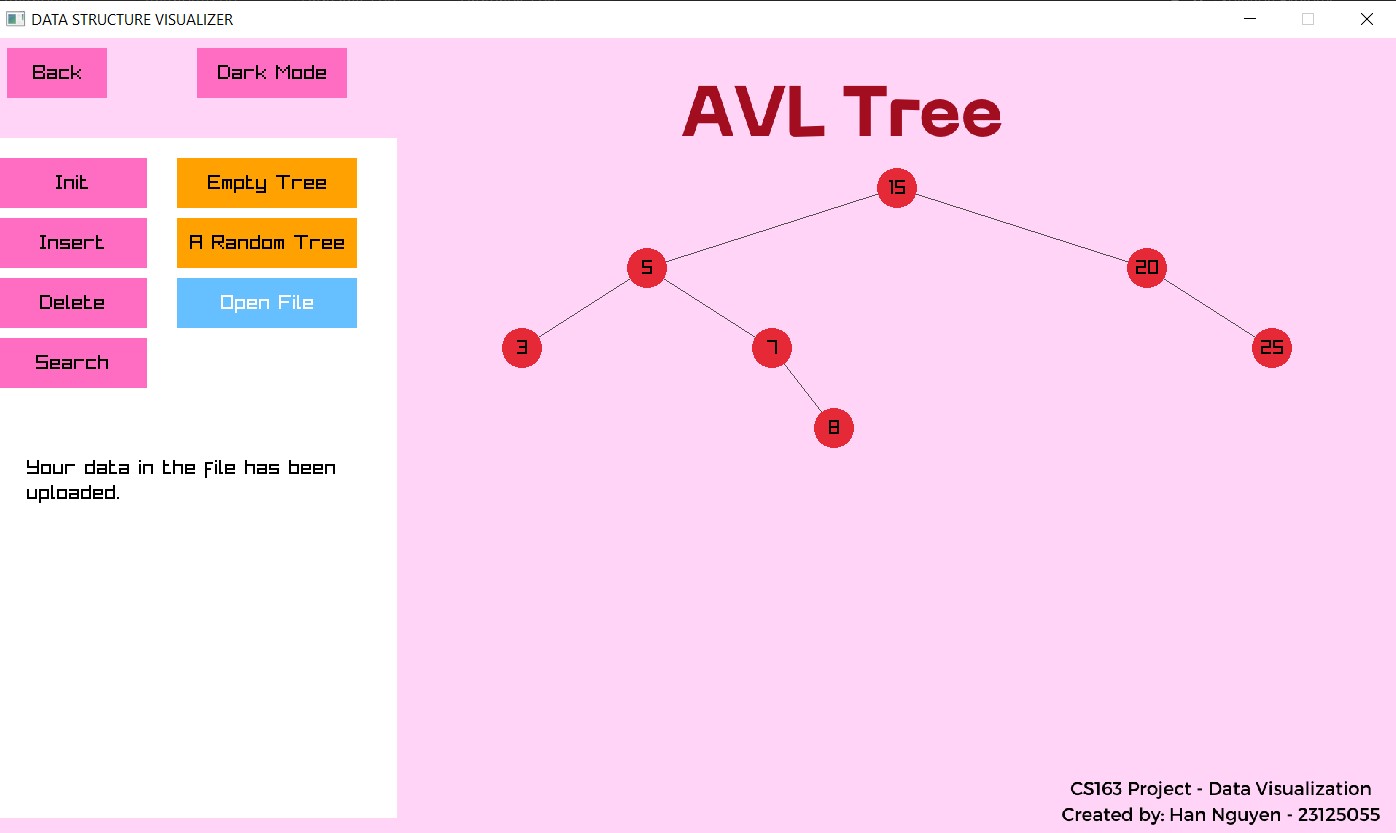 DATA STRUCTURE VISUALIZER
Back
Dark Mode
AVL Tree
Init
Empty Tree
Insert
A Random Tree
Delete
Open File
Search
Your data in the file has been
uploaded.
15
5
20
3
7
25
8
CS163 Project - Data Visualization
Created by: Han Nguyen - 23125055